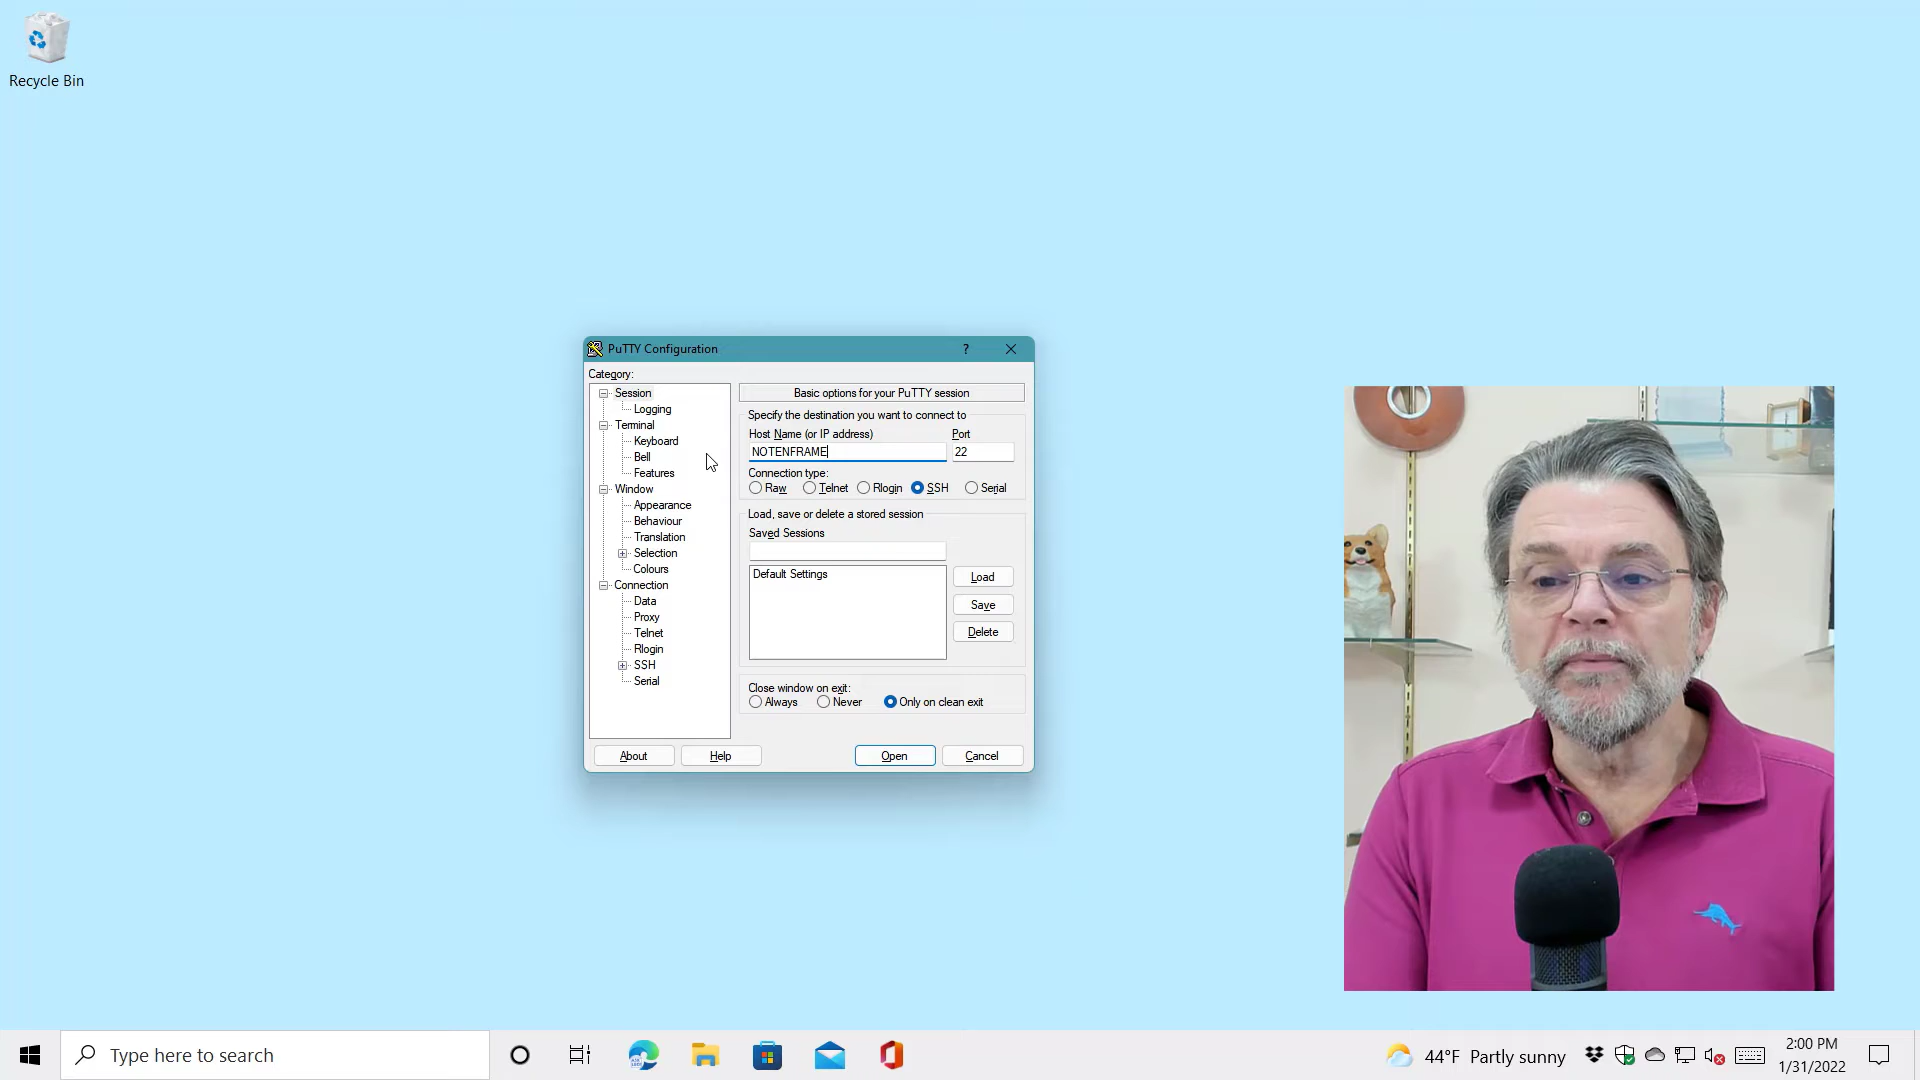 Recycle Bin
PuTTY Configuration
?
Category:
Session
Logging
Terminal
Keyboard
Bell
Features
Window
Appearance
Behaviour
Translation
Selection
Colours
Connection
Data
Proxy
Telnet
Rlogin
SSH
Serial
Basic options for your PuTTY session
Specify the destination you want to connect to
Host Name (or IP address) Port
NOTENFRAME 22
Connection type:
Raw Telnet Rlogin SSH Serial
Load, save or delete a stored session
Saved Sessions
Default Settings
Load
Save
Delete
Close window on exit:
Always Never Only on clean exit
About Help Open Cancel
Type here to search
44°F Partly sunny
2:00 PM
1/31/2022